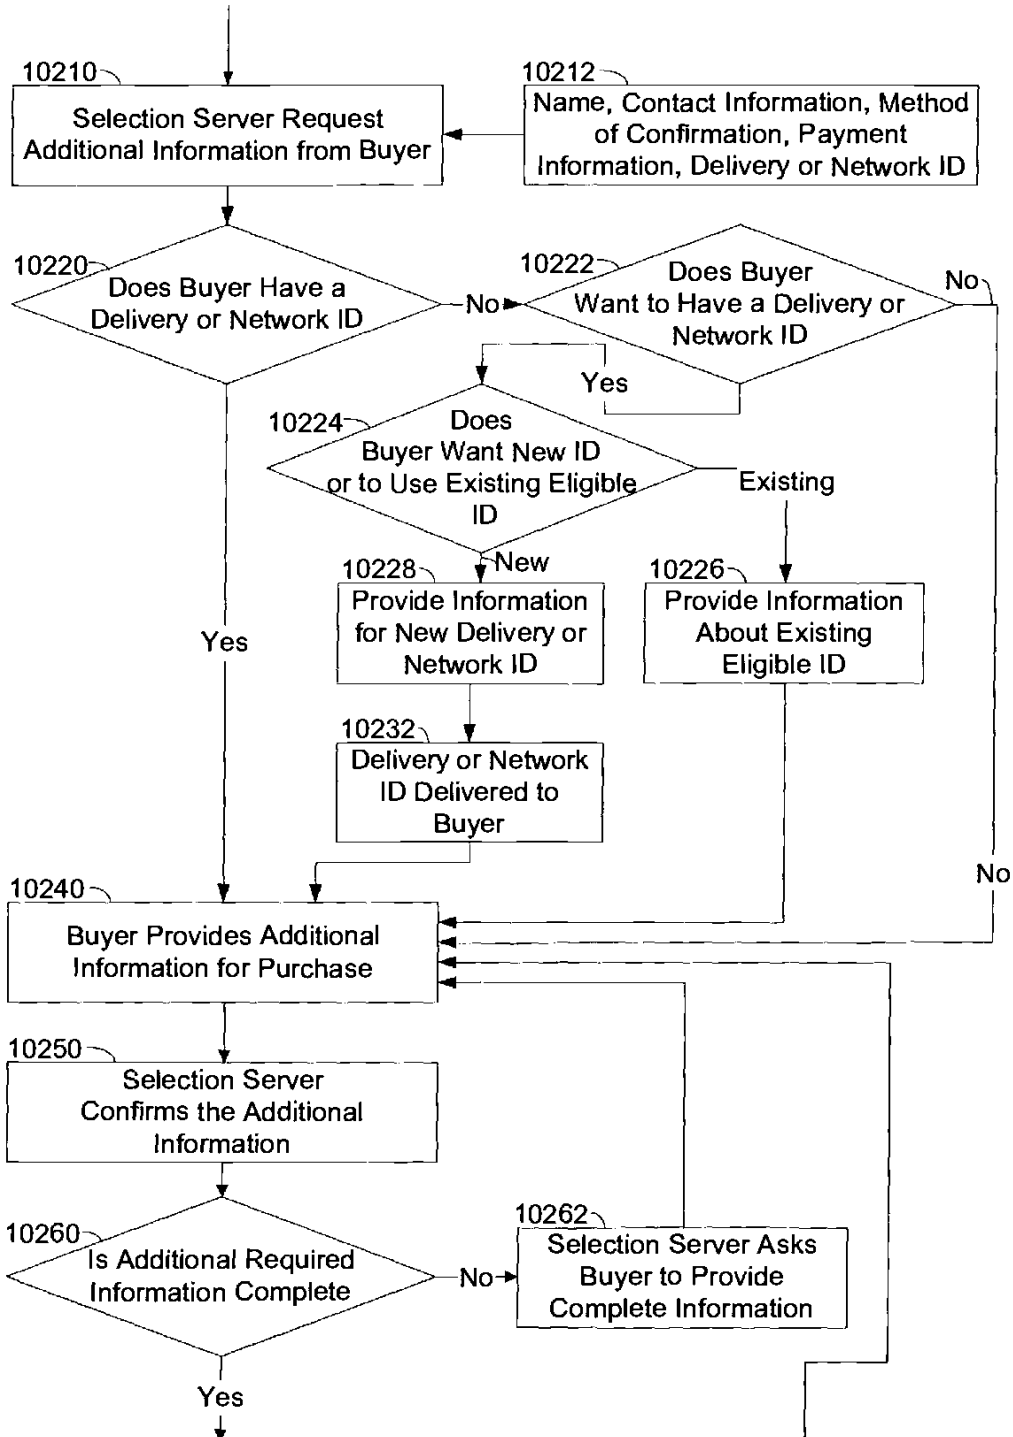 10210
Selection Server Request
Additional Information from Buyer
10212
Name, Contact Information, Method
of Confirmation, Payment
Information, Delivery or Network ID
10220
Does Buyer Have a
Delivery or Network ID
No
10222
Does Buyer
Want to Have a Delivery or
Network ID
No
Yes
10224
Does
Buyer Want New ID
or to Use Existing Eligible
ID
Existing
New
10228
Provide Information
for New Delivery or
Network ID
10226
Provide Information
About Existing
Eligible ID
Yes
10232
Delivery or Network
ID Delivered to
Buyer
No
10240
Buyer Provides Additional
Information for Purchase
10250
Selection Server
Confirms the Additional
Information
10260
Is Additional Required
Information Complete
No
10262
Selection Server Asks
Buyer to Provide
Complete Information
Yes